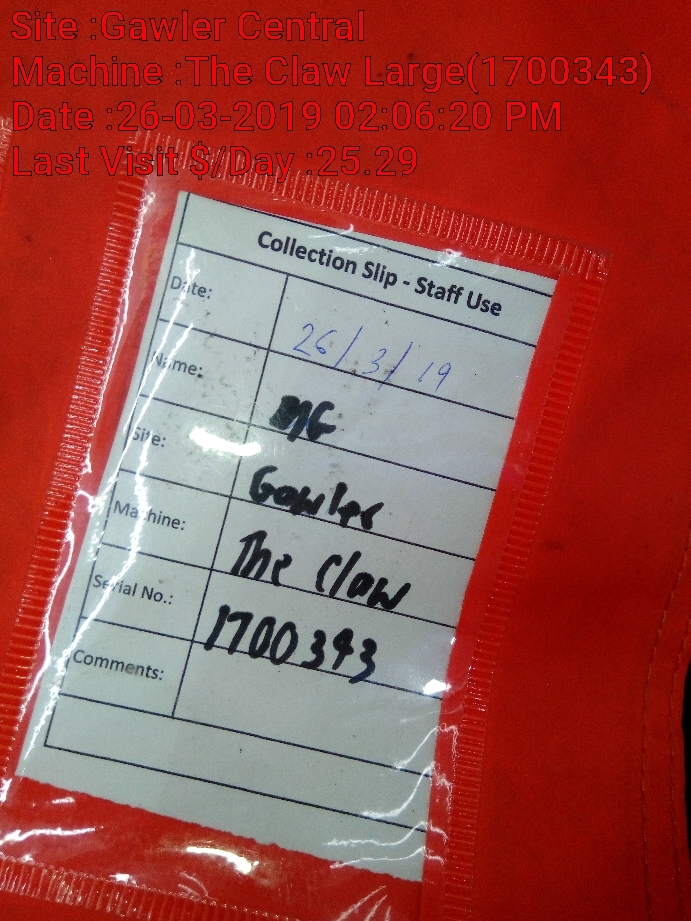 Site :Gawler Central
Machine :The Claw Large(1700343)
Date :26-03-2019 02:06:20 PM
Last Visit $/Day :25.29
Collection Slip - Staff Use
Date: 26/3/19
Name:
Site: Gawler
Machine: The Claw
Serial No.: 1700343
Comments: